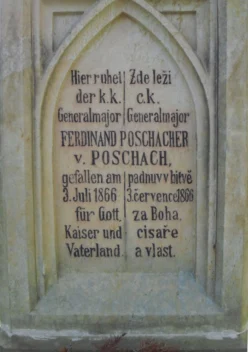 Hier ruhet Zde leží
der k.k. c.k.
Generalmajor Generalmajor
FERDINAND POSCHACHER
v. POSCHACH,
gefallen am padnuv v bitvě
3. Juli 1866 3. července 1866
für Gott, za Boha,
Kaiser und císaře
Vaterland a vlast.